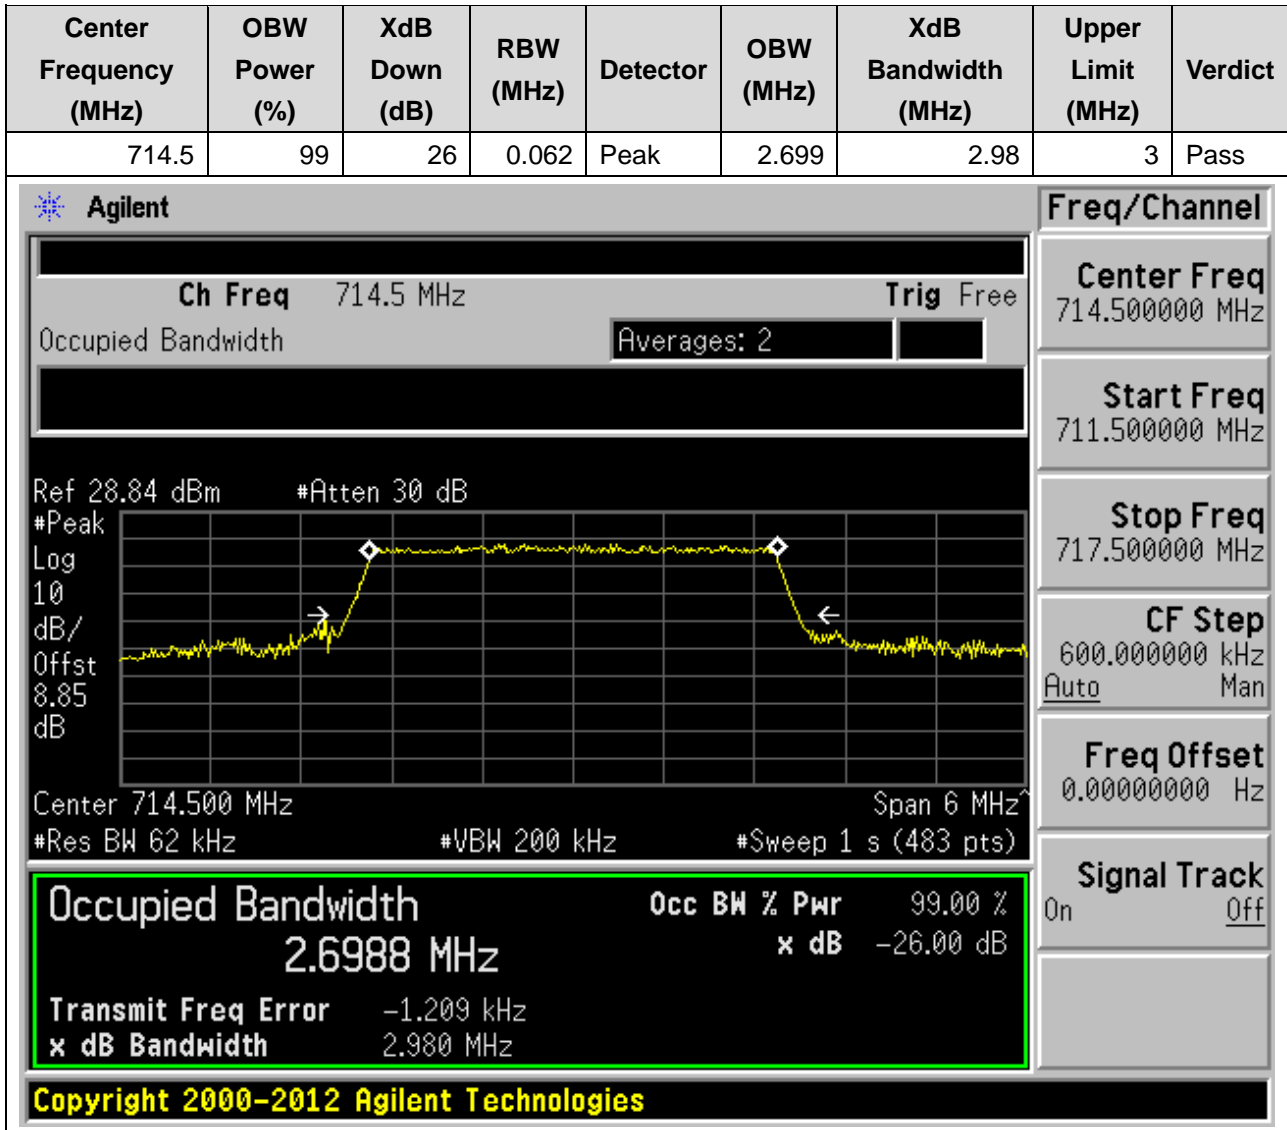 Center Frequency (MHz) OBW Power (%) XdB Down (dB) RBW (MHz) Detector OBW (MHz) XdB Bandwidth (MHz) Upper Limit (MHz) Verdict
714.5 99 26 0.062 Peak 2.699 2.98 3 Pass
Agilent
Freq/Channel
Ch Freq 714.5 MHz Trig Free
Occupied Bandwidth Averages: 2
Center Freq
714.500000 MHz
Start Freq
711.500000 MHz
Stop Freq
717.500000 MHz
CF Step
600.000000 kHz
Auto Man
Freq Offset
0.00000000 Hz
Signal Track
On Off
Ref 28.84 dBm #Atten 30 dB
#Peak
Log
10
dB/
Offst
8.85
dB
Center 714.500 MHz Span 6 MHz^
#Res BW 62 kHz #VBW 200 kHz #Sweep 1 s (483 pts)
Occupied Bandwidth Occ BW % Pwr 99.00 %
2.6988 MHz x dB -26.00 dB
Transmit Freq Error -1.209 kHz
x dB Bandwidth 2.980 MHz
Copyright 2000-2012 Agilent Technologies